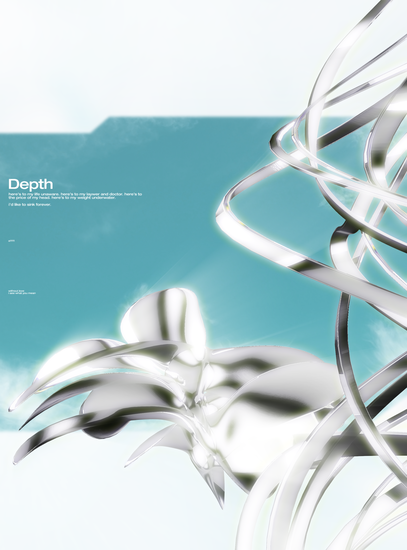 Depth
here's to my life unaware. here's to my lawyer and doctor. here's to
the price of my head. here's to my weight underwater.
i'd like to sink forever.